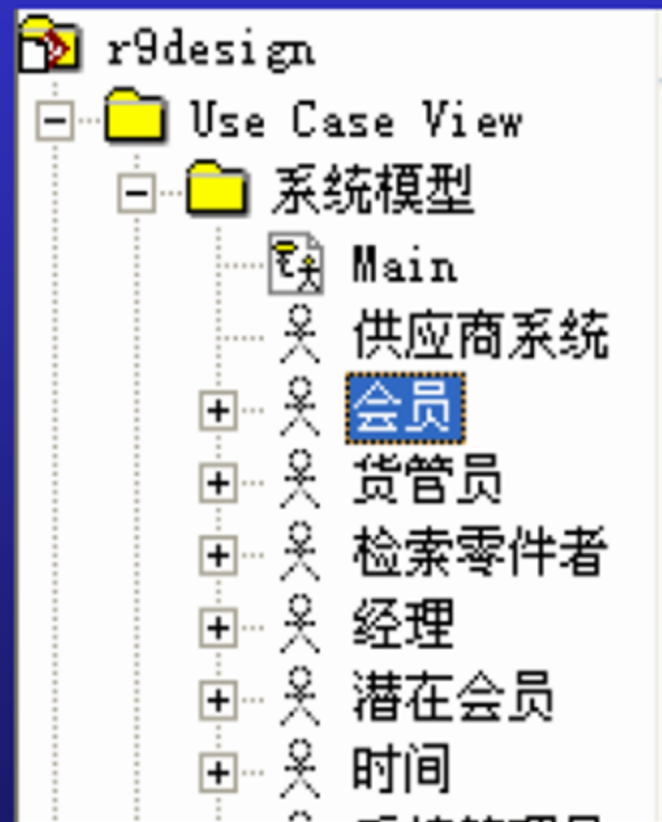 r9design
Use Case View
系统模型
Main
供应商系统
会员
货管员
检索零件者
经理
潜在会员
时间